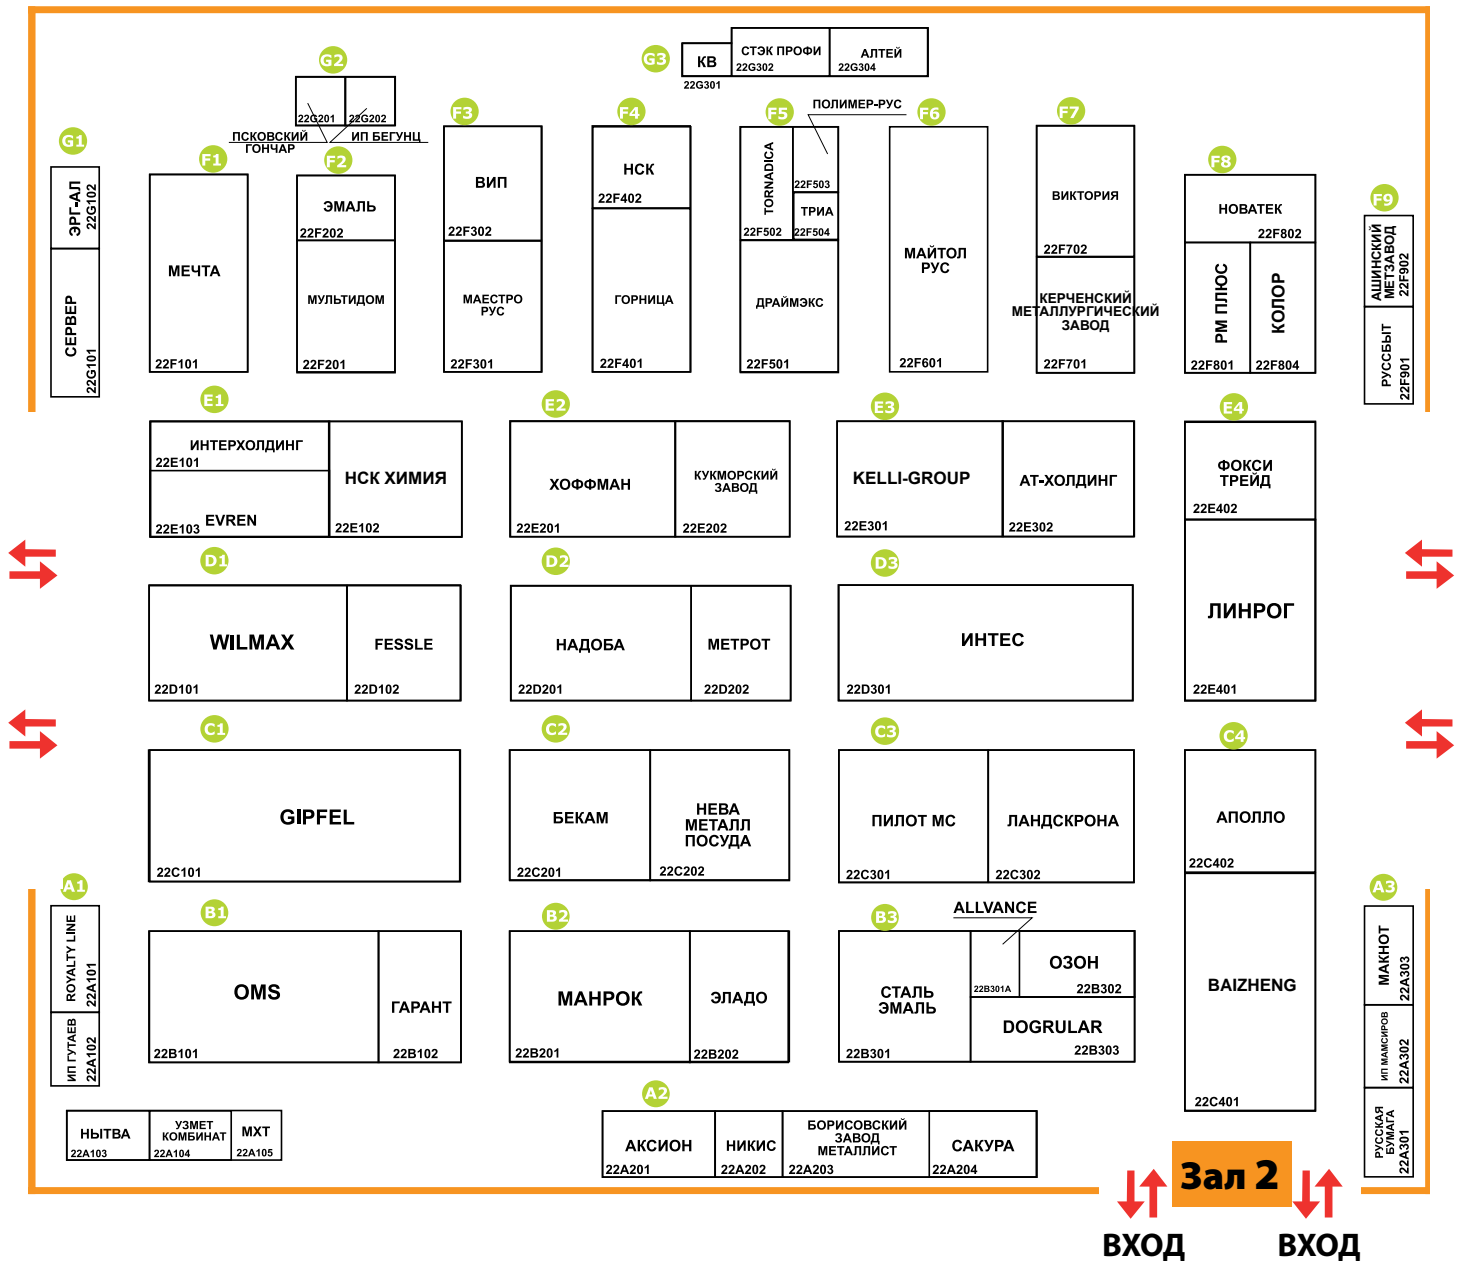 G3
КВ
22G301
СТЭК ПРОФИ
22G302
АЛТЕЙ
22G304
G2
22G201
22G202
ПСКОВСКИЙ
ГОНЧАР
ИП БЕГУНЦ
G1
ЭРГ-АЛ
22G102
СЕРВЕР
22G101
F1
МЕЧТА
22F101
F2
ЭМАЛЬ
22F202
МУЛЬТИДОМ
22F201
F3
ВИП
22F302
МАЕСТРО
РУС
22F301
F4
НСК
22F402
ГОРНИЦА
22F401
F5
ПОЛИМЕР-РУС
TORNADICA
22F502
22F503
ТРИА
22F504
ДРАЙМЭКС
22F501
F6
МАЙТОЛ
РУС
22F601
F7
ВИКТОРИЯ
22F702
КЕРЧЕНСКИЙ
МЕТАЛЛУРГИЧЕСКИЙ
ЗАВОД
22F701
F8
НОВАТЕК
22F802
РМ ПЛЮС
22F801
КОЛОР
22F804
F9
АШИНСКИЙ
МЕТЗАВОД
22F902
РУССБЫТ
22F901
E1
ИНТЕРХОЛДИНГ
22E101
EVREN
22E103
НСК ХИМИЯ
22E102
E2
ХОФФМАН
22E201
КУКМОРСКИЙ
ЗАВОД
22E202
E3
KELLI-GROUP
22E301
АТ-ХОЛДИНГ
22E302
E4
ФОКСИ
ТРЕЙД
22E402
ЛИНРОГ
22E401
D1
WILMAX
22D101
FESSLE
22D102
D2
НАДОБА
22D201
МЕТРОТ
22D202
D3
ИНТЕС
22D301
C1
GIPFEL
22C101
C2
БЕКАМ
22C201
НЕВА
МЕТАЛЛ
ПОСУДА
22C202
C3
ПИЛОТ МС
22C301
ЛАНДСКРОНА
22C302
C4
АПОЛЛО
22C402
BAIZHENG
22C401
A1
ROYALTY LINE
22A101
ИП ГУТАЕВ
22A102
B1
OMS
22B101
ГАРАНТ
22B102
B2
МАНРОК
22B201
ЭЛАДО
22B202
B3
ALLVANCE
СТАЛЬ
ЭМАЛЬ
22B301
22B301A
ОЗОН
22B302
DOGRULAR
22B303
A3
МАКНОТ
22A303
ИП МАМСИРОВ
22A302
РУССКАЯ
БУМАГА
22A301
НЫТВА
22A103
УЗМЕТ
КОМБИНАТ
22A104
МХТ
22A105
A2
АКСИОН
22A201
НИКИС
22A202
БОРИСОВСКИЙ
ЗАВОД
МЕТАЛЛИСТ
22A203
САКУРА
22A204
Зал 2
ВХОД
ВХОД